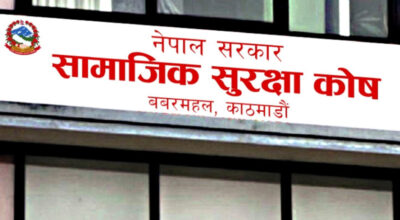 नेपाल सरकार
सामाजिक सुरक्षा कोष
बबरमहल, काठमाडौं